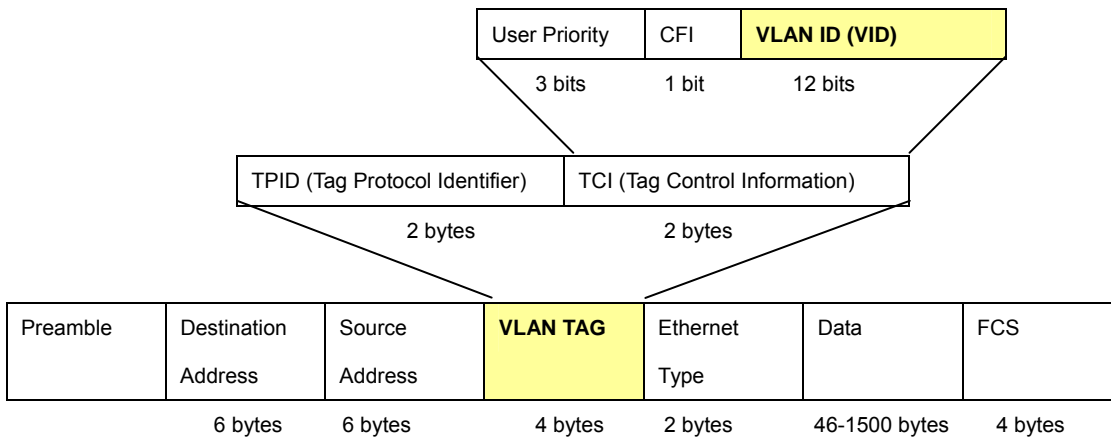 User Priority CFI VLAN ID (VID)
3 bits 1 bit 12 bits
TPID (Tag Protocol Identifier) TCI (Tag Control Information)
2 bytes 2 bytes
Preamble Destination Source VLAN TAG Ethernet Data FCS
Address Address Type
6 bytes 6 bytes 4 bytes 2 bytes 46-1500 bytes 4 bytes